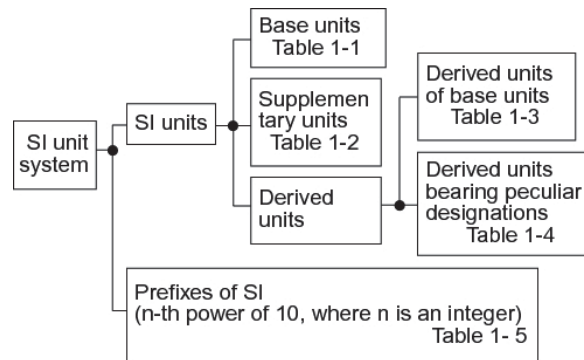 SI unit
system
SI units
Base units
Table 1-1
Supplemen
tary units
Table 1-2
Derived
units
Derived units
of base units
Table 1-3
Derived units
bearing peculiar
designations
Table 1-4
Prefixes of SI
(n-th power of 10, where n is an integer)
Table 1- 5